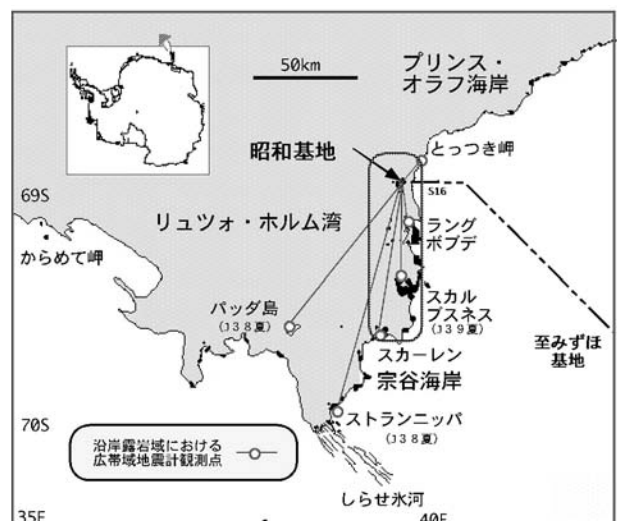 50km
プリンス・
オラフ海岸
昭和基地
とっつき岬
S16
69S
リュツォ・ホルム湾
ラング
ボブデ
からめて岬
パッダ島
(J38夏)
スカル
ブスネス
(J39夏)
至みずほ
基地
スカーレン
宗谷海岸
70S
ストランニッパ
(J38夏)
沿岸露岩域における
広帯域地震計観測点
しらせ氷河
35E
40E